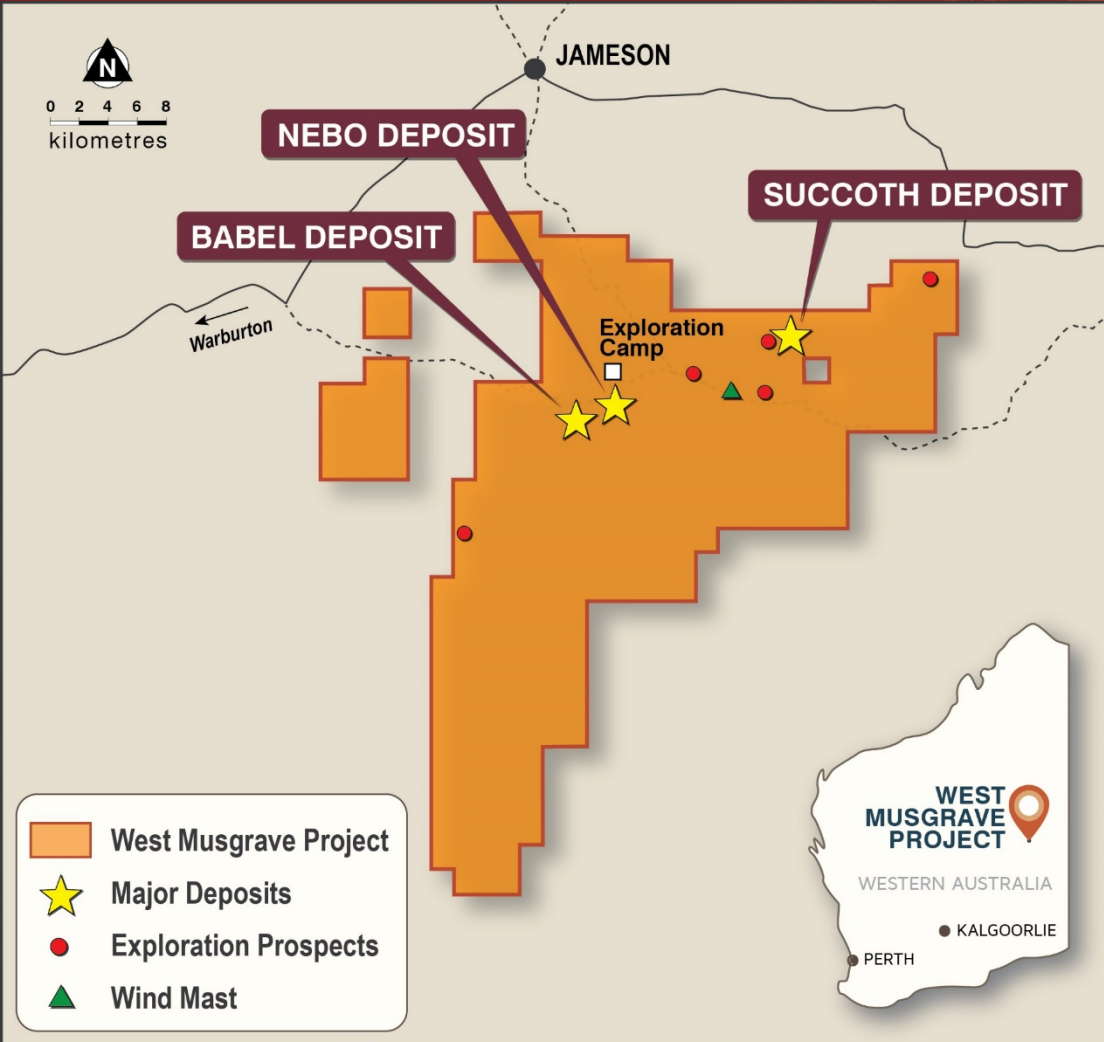 N
JAMESON
0 2 4 6 8
kilometres
NEBO DEPOSIT
SUCCOTH DEPOSIT
BABEL DEPOSIT
Warburton
Exploration
Camp
West Musgrave Project
Major Deposits
Exploration Prospects
Wind Mast
WEST
MUSGRAVE
PROJECT
WESTERN AUSTRALIA
KALGOORLIE
PERTH